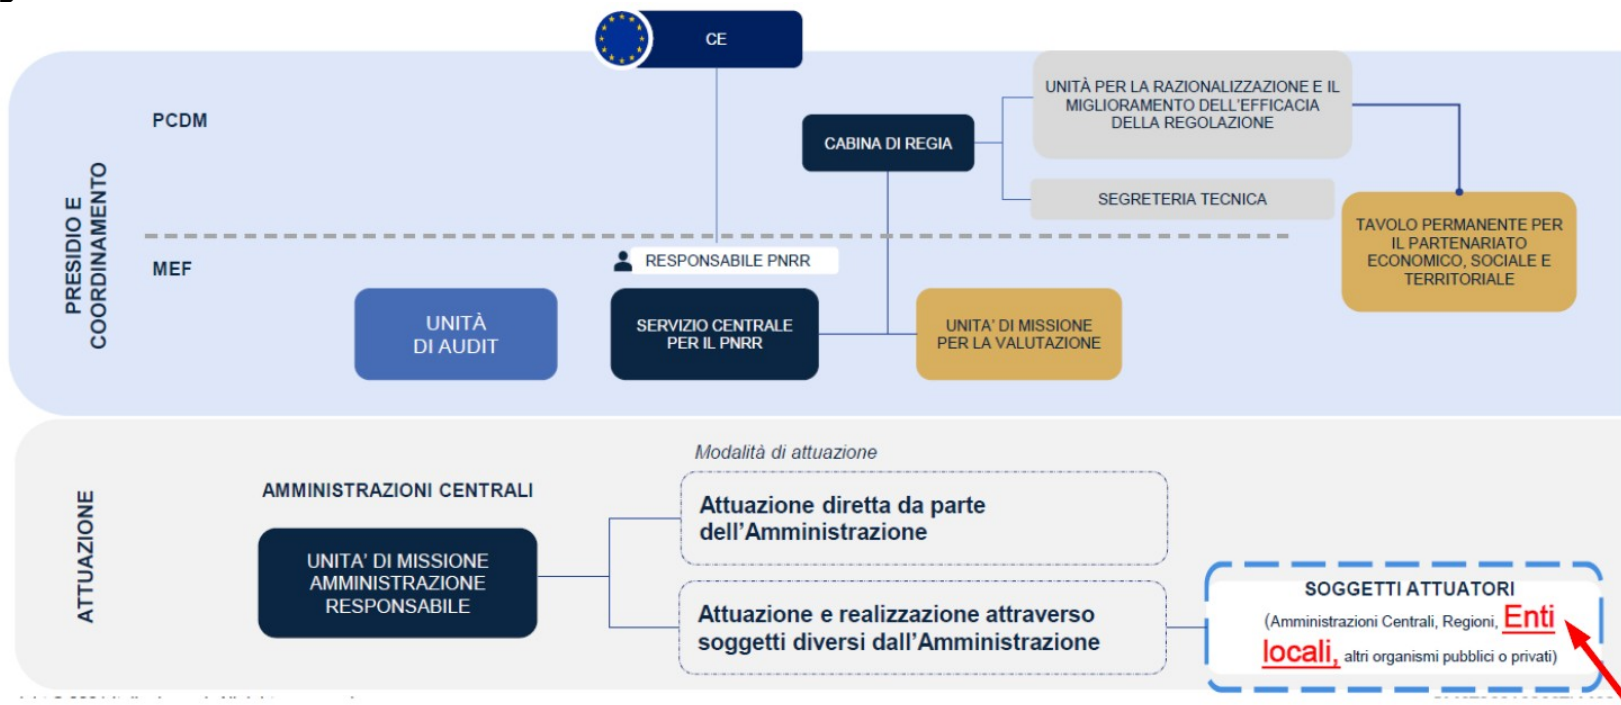 CE
PCDM
PRESIDIO E
COORDINAMENTO
CABINA DI REGIA
UNITÀ PER LA RAZIONALIZZAZIONE E IL
MIGLIORAMENTO DELL'EFFICACIA
DELLA REGOLAZIONE
SEGRETERIA TECNICA
TAVOLO PERMANENTE PER
IL PARTENARIATO
ECONOMICO, SOCIALE E
TERRITORIALE
MEF
RESPONSABILE PNRR
UNITÀ
DI AUDIT
SERVIZIO CENTRALE
PER IL PNRR
UNITA' DI MISSIONE
PER LA VALUTAZIONE
ATTUAZIONE
AMMINISTRAZIONI CENTRALI
UNITA' DI MISSIONE
AMMINISTRAZIONE
RESPONSABILE
Modalità di attuazione
Attuazione diretta da parte
dell'Amministrazione
Attuazione e realizzazione attraverso
soggetti diversi dall'Amministrazione
SOGGETTI ATTUATORI
(Amministrazioni Centrali, Regioni, Enti
locali, altri organismi pubblici o privati)